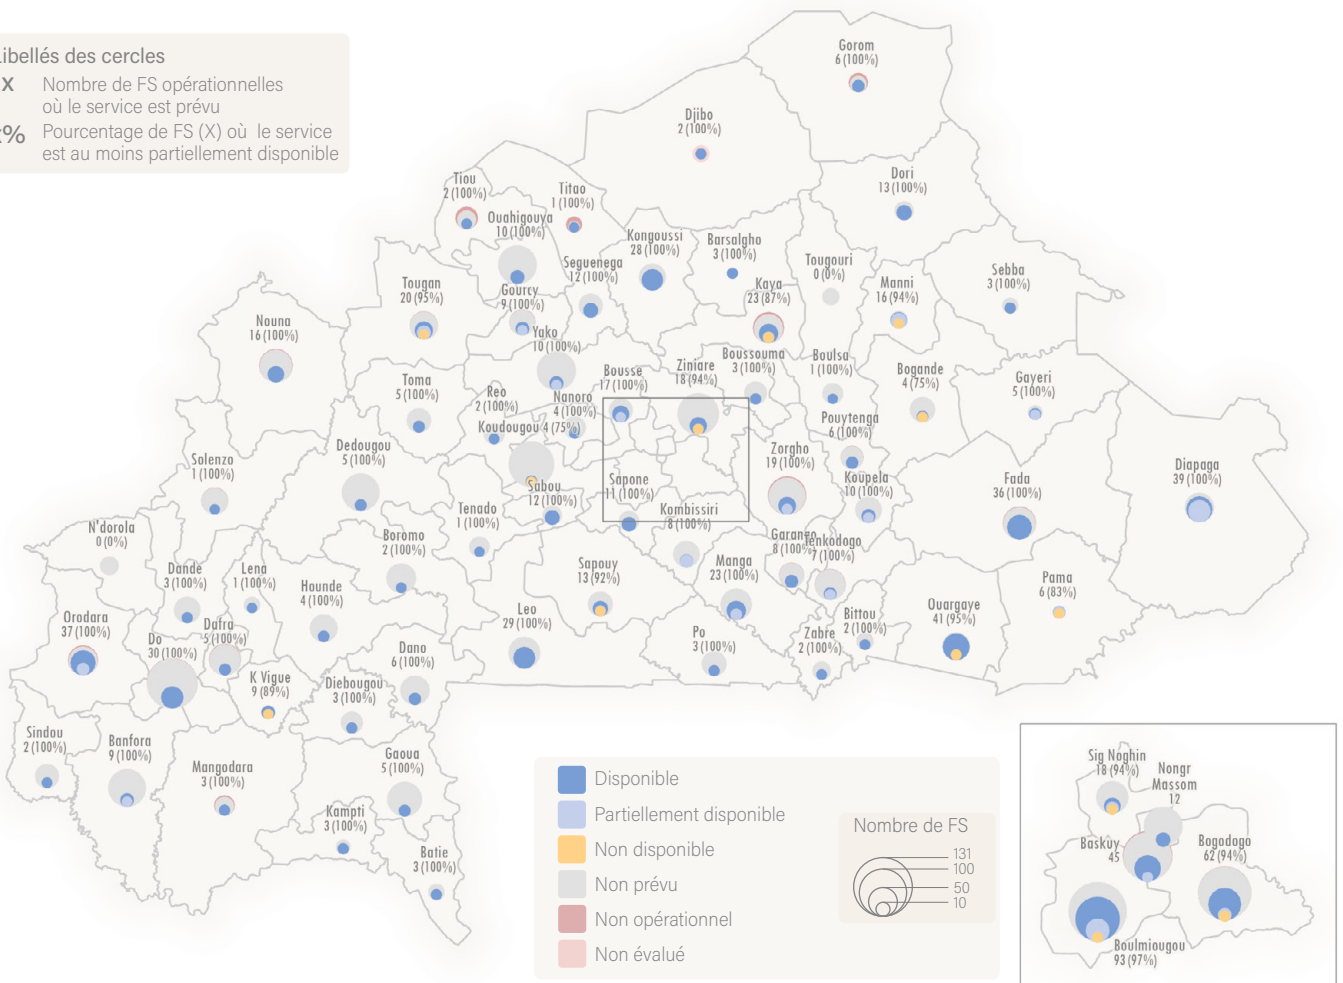 Libellés des cercles
X Nombre de FS opérationnelles
où le service est prévu
% Pourcentage de FS (X) où le service
est au moins partiellement disponible
Gorom
6 (100%)
Djibo
2 (100%)
Dori
13 (100%)
Tiou
2 (100%)
Titao
1 (100%)
Ouahigouya
10 (100%)
Kongoussi
28 (100%)
Barsalgho
3 (100%)
Seguenega
12 (100%)
Tougouri
0 (0%)
Sebba
3 (100%)
Tougan
20 (95%)
Gourcy
9 (100%)
Kaya
23 (87%)
Manni
16 (94%)
Nouna
16 (100%)
Yako
10 (100%)
Bousse
17 (100%)
Ziniare
18 (94%)
Boussouma
3 (100%)
Boulsa
1 (100%)
Bogande
4 (75%)
Gayeri
5 (100%)
Toma
5 (100%)
Reo
2 (100%)
Nanoro
4 (100%)
Koudougou 4 (75%)
Pouytenga
6 (100%)
Dedougou
5 (100%)
Solenzo
1 (100%)
Zorgho
19 (100%)
Diapaga
39 (100%)
Sabou
12 (100%)
Sapone
11 (100%)
Koupela
10 (100%)
Fada
36 (100%)
Tenado
1 (100%)
Kombissiri
8 (100%)
N'dorola
0 (0%)
Boromo
2 (100%)
Garango
8 (100%)
Tenkodogo
7 (100%)
Dande
3 (100%)
Lena
1 (100%)
Hounde
4 (100%)
Sapouy
13 (92%)
Manga
23 (100%)
Pama
6 (83%)
Orodara
37 (100%)
Do
30 (100%)
Dafra
5 (100%)
Leo
29 (100%)
Bittou
2 (100%)
Ouargaye
41 (95%)
Dano
6 (100%)
Po
3 (100%)
Zabre
2 (100%)
K Vigue
9 (89%)
Diebougou
3 (100%)
Sindou
2 (100%)
Banfora
9 (100%)
Mangodara
3 (100%)
Gaoua
5 (100%)
Kampti
3 (100%)
Batie
3 (100%)
Disponible
Partiellement disponible
Non disponible
Non prévu
Non opérationnel
Non évalué
Nombre de FS
131
100
50
10
Sig Noghin
18 (94%)
Nongr
Massom
12
Baskuy
45
Bogodogo
62 (94%)
Boulmiougou
93 (97%)